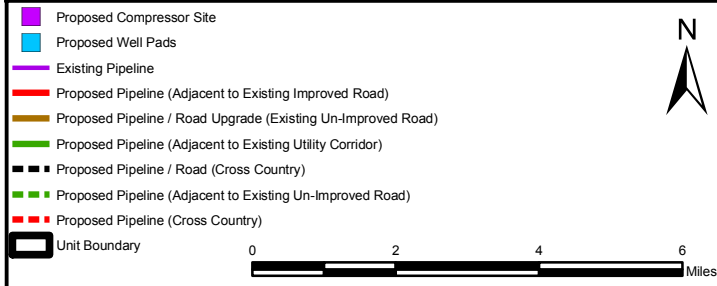 Proposed Compressor Site
Proposed Well Pads
Existing Pipeline
Proposed Pipeline (Adjacent to Existing Improved Road)
Proposed Pipeline / Road Upgrade (Existing Un-Improved Road)
Proposed Pipeline (Adjacent to Existing Utility Corridor)
Proposed Pipeline / Road (Cross Country)
Proposed Pipeline (Adjacent to Existing Un-Improved Road)
Proposed Pipeline (Cross Country)
Unit Boundary
N
0 2 4 6
Miles